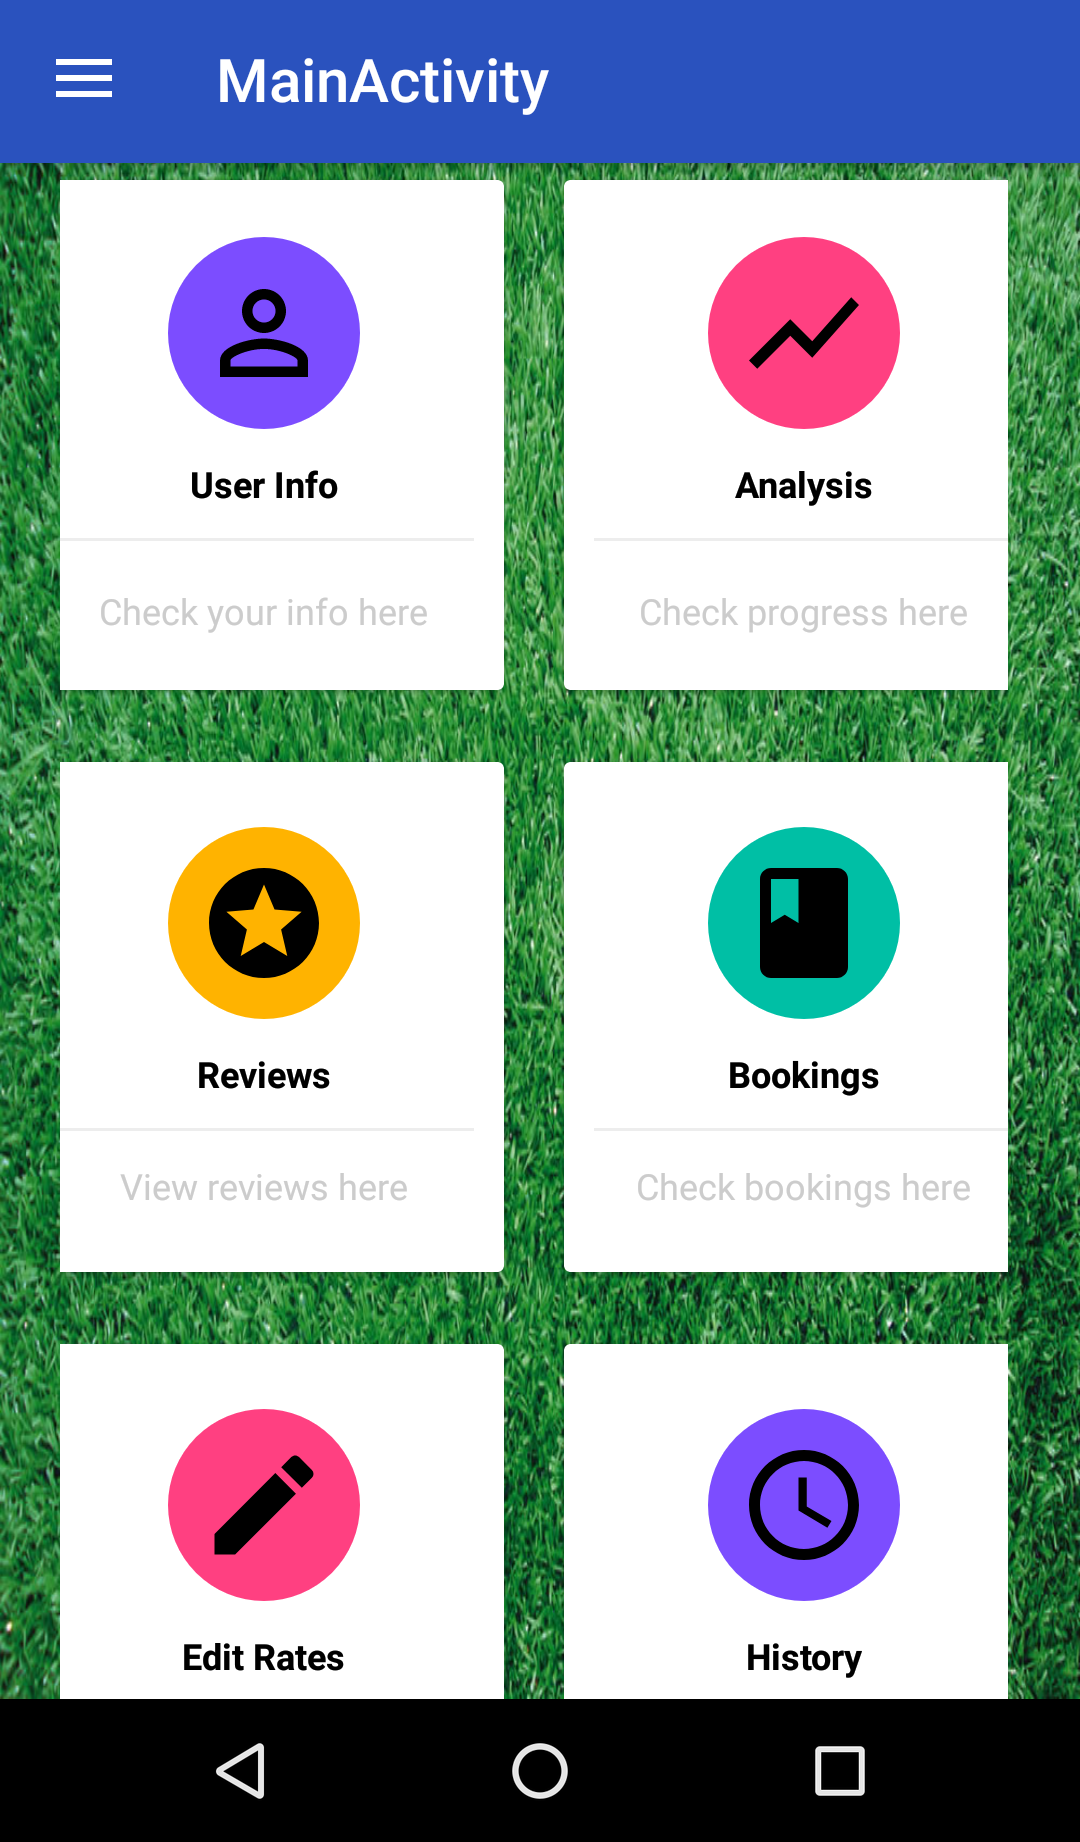 MainActivity
User Info
Analysis
Check your info here
Check progress here
Reviews
Bookings
View reviews here
Check bookings here
Edit Rates
History